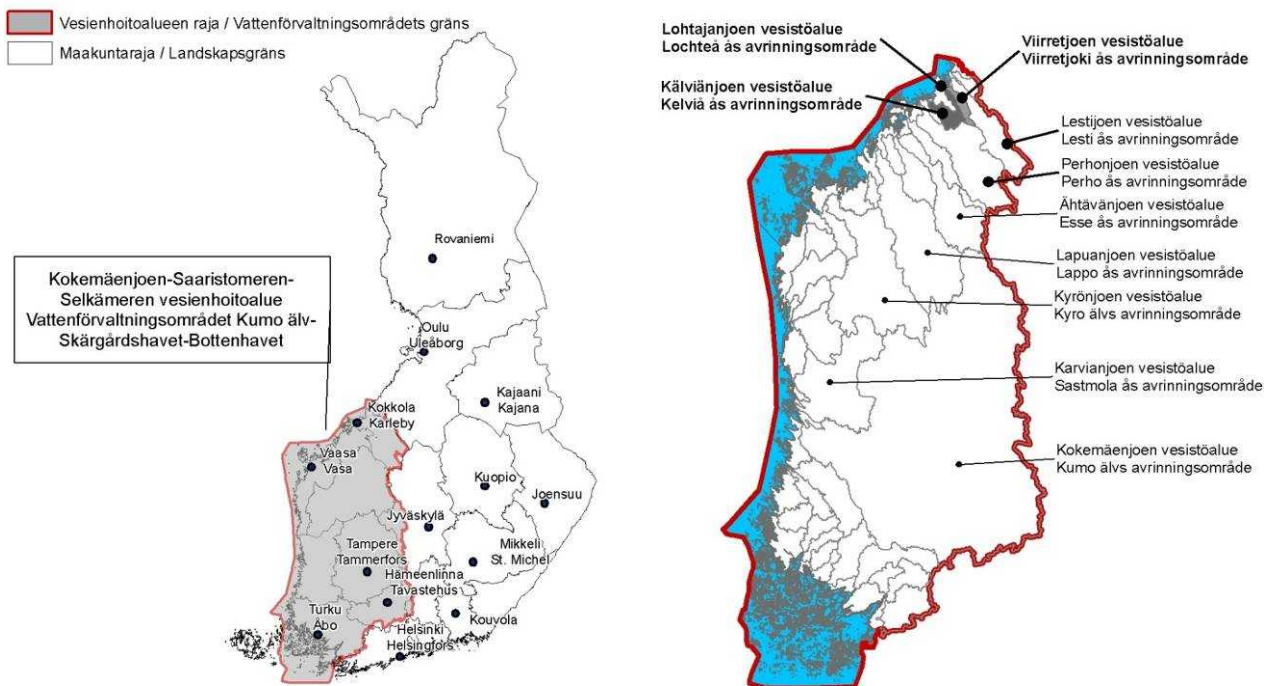 Vesienhoitoalueen raja / Vattenförvaltningsområdets gräns
Maakuntaraja / Landskapsgräns
Kokemäenjoen-Saaristomeren-
Selkämeren vesienhoitoalue
Vattenförvaltningsområdet Kumo älv-
Skärgårdshavet-Bottenhavet
Rovaniemi
Oulu
Uleåborg
Kajaani
Kajana
Kokkola
Karleby
Vaasa
Vasa
Kuopio
Joensuu
Jyväskylä
Mikkeli
St. Michel
Tampere
Tammerfors
Hämeenlinna
Tavastehus
Turku
Åbo
Kouvola
Helsinki
Helsingfors
Lohtajanjoen vesistöalue
Lochteå ås avrinningsområde
Viirretjoen vesistöalue
Viirretjoki ås avrinningsområde
Kälviänjoen vesistöalue
Kelviå ås avrinningsområde
Lestijoen vesistöalue
Lesti ås avrinningsområde
Perhonjoen vesistöalue
Perho ås avrinningsområde
Ähtävänjoen vesistöalue
Esse ås avrinningsområde
Lapuanjoen vesistöalue
Lappo ås avrinningsområde
Kyrönjoen vesistöalue
Kyro älvs avrinningsområde
Karvianjoen vesistöalue
Sastmola ås avrinningsområde
Kokemäenjoen vesistöalue
Kumo älvs avrinningsområde